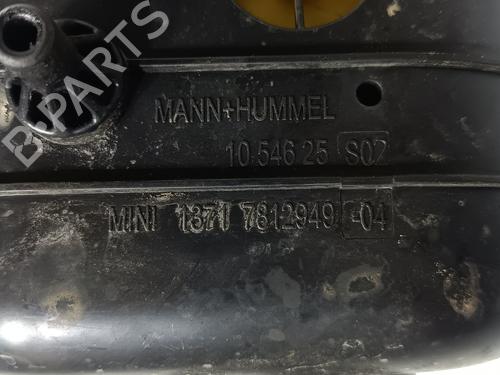 B PARTS
MANN+HUMMEL
10 546 25 S02
MINI 1371 7812949 -04